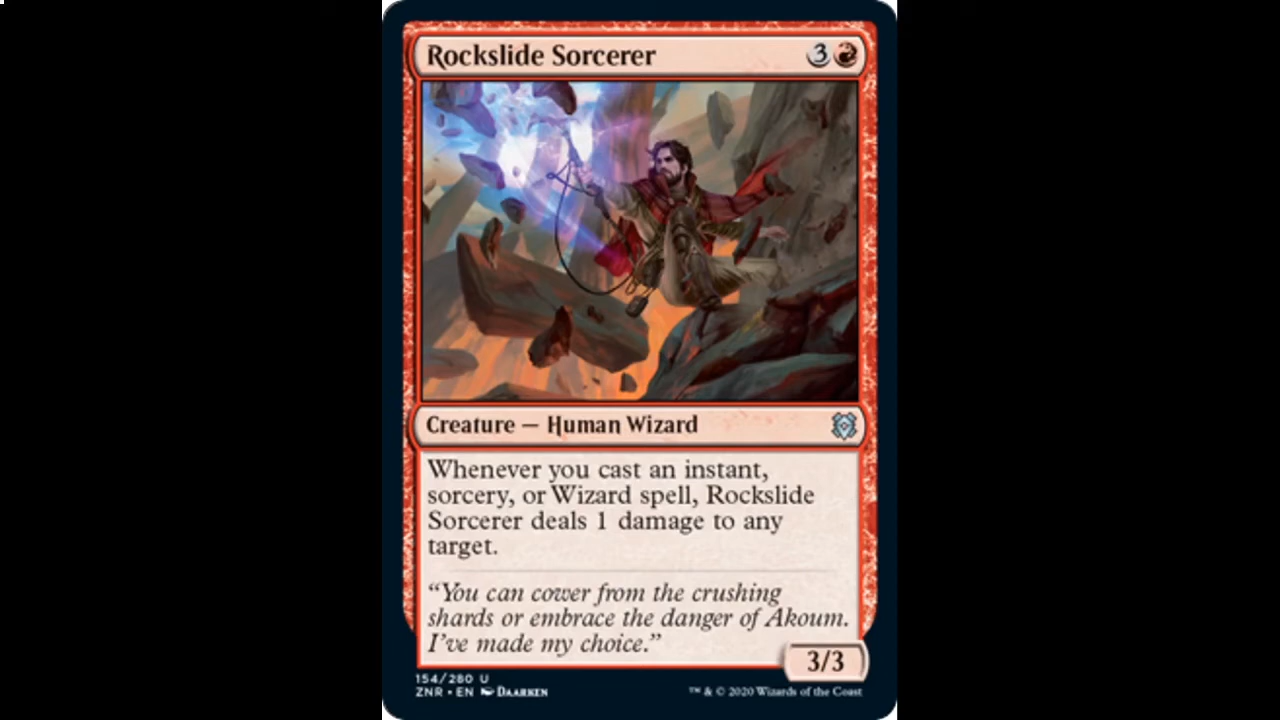 Rockslide Sorcerer
3
Creature — Human Wizard
Whenever you cast an instant,
sorcery, or Wizard spell, Rockslide
Sorcerer deals 1 damage to any
target.
“You can cower from the crushing
shards or embrace the danger of Akoum.
I’ve made my choice.”
3/3
154/280 U
ZNR • EN DAARKEN
™ & © 2020 Wizards of the Coast